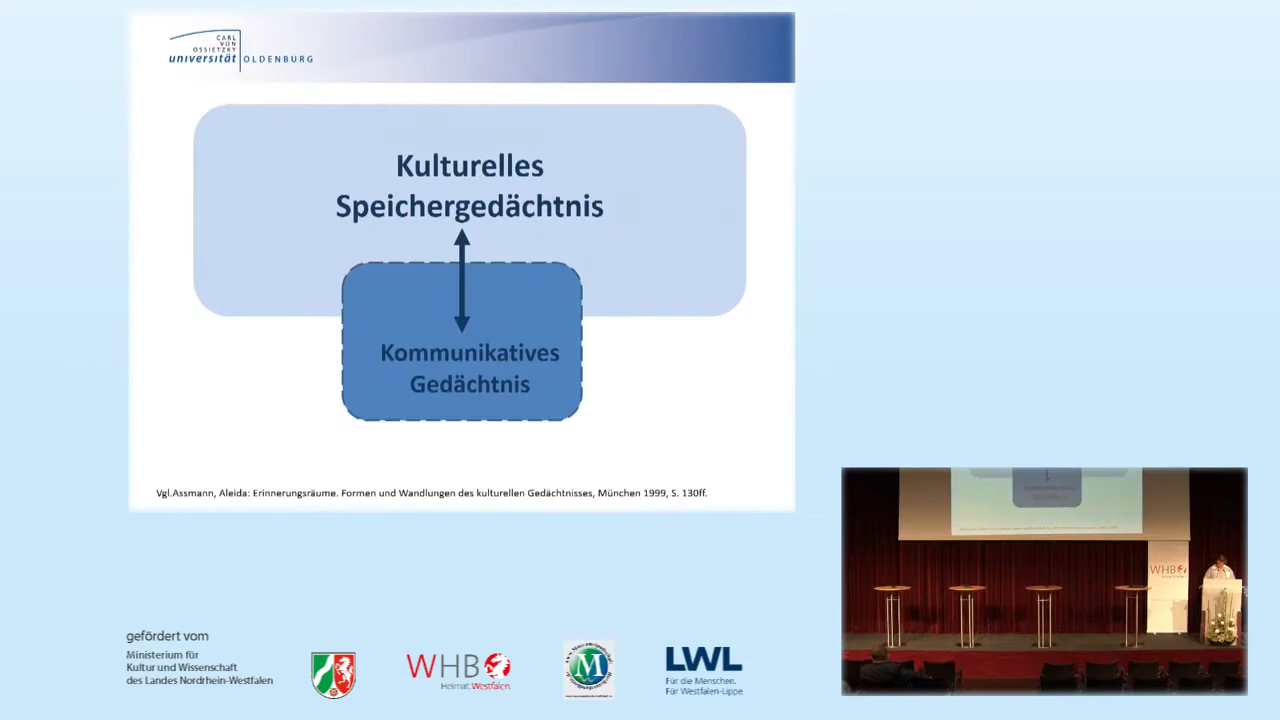 CARL
VON
OSSIETZKY
universität OLDENBURG
Kulturelles
Speichergedächtnis
Kommunikatives
Gedächtnis
Vgl.Assmann, Aleida: Erinnerungsräume. Formen und Wandlungen des kulturellen Gedächtnisses, München 1999, S. 130ff.
WHB
gefördert vom
Ministerium für
Kultur und Wissenschaft
des Landes Nordrhein-Westfalen
WHB
Heimat.Westfalen.
M
LWL
Für die Menschen.
Für Westfalen-Lippe.